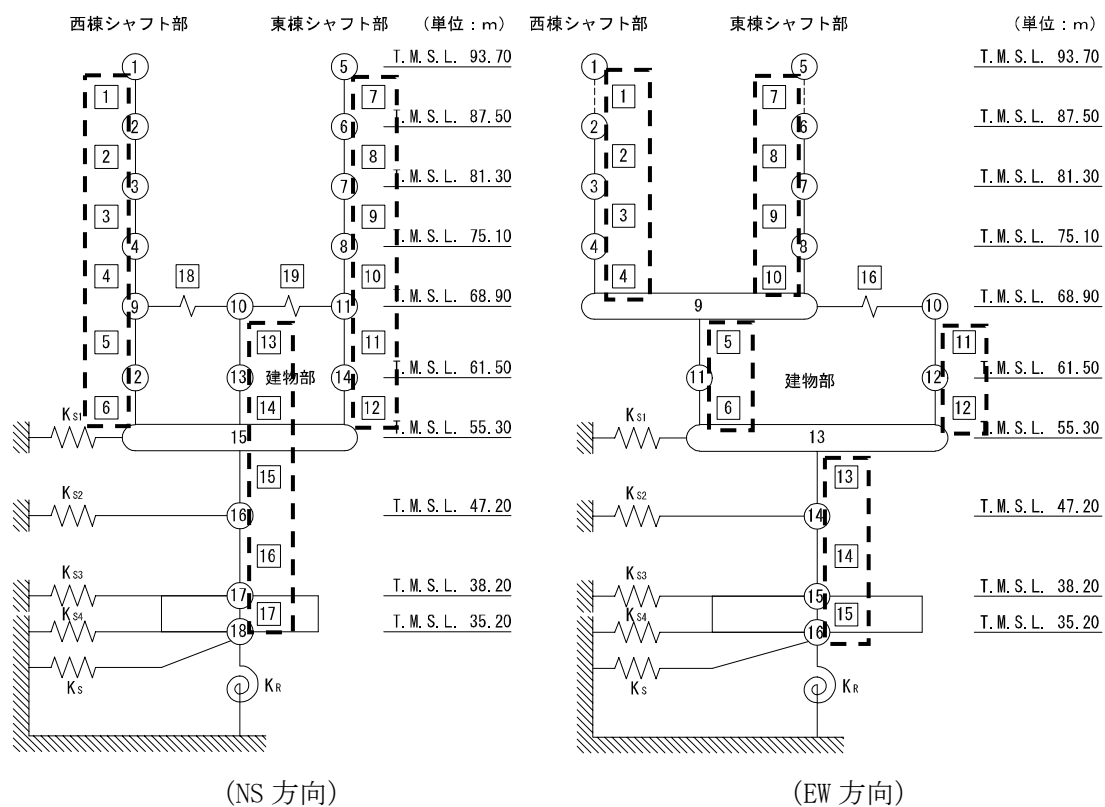 西棟シャフト部 東棟シャフト部 (単位：m)
1 5 T.M.S.L. 93.70
1 7
2 6 T.M.S.L. 87.50
2 8
3 7 T.M.S.L. 81.30
3 9
4 8 T.M.S.L. 75.10
4 18 19 10
9 10 11 T.M.S.L. 68.90
5 13 11
12 13 建物部 14 T.M.S.L. 61.50
6 14 12
KS1 15 T.M.S.L. 55.30
15
KS2 16 T.M.S.L. 47.20
16
KS3 17 T.M.S.L. 38.20
17
KS4 18 T.M.S.L. 35.20
KS
KR
(NS 方向)
西棟シャフト部 東棟シャフト部 (単位：m)
1 5 T.M.S.L. 93.70
1 7
2 6 T.M.S.L. 87.50
2 8
3 7 T.M.S.L. 81.30
3 9
4 8 T.M.S.L. 75.10
4 10 16
9 10 T.M.S.L. 68.90
5 11
11 建物部 12 T.M.S.L. 61.50
6 12
KS1 13 T.M.S.L. 55.30
13
KS2 14 T.M.S.L. 47.20
14
KS3 15 T.M.S.L. 38.20
15
KS4 16 T.M.S.L. 35.20
KS
KR
(EW 方向)